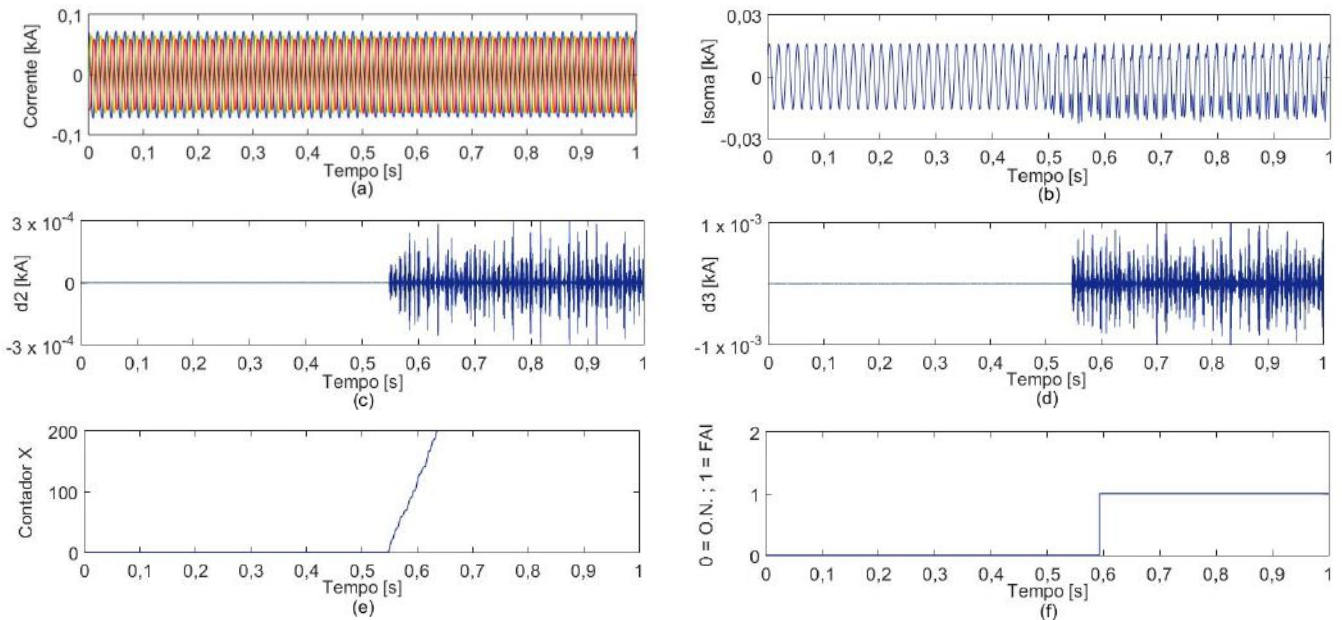 0,1
0
-0,1
Corrente [kA]
0 0,1 0,2 0,3 0,4 0,5 0,6 0,7 0,8 0,9 1
Tempo [s]
(a)
0,03
0
-0,03
Isoma [kA]
0 0,1 0,2 0,3 0,4 0,5 0,6 0,7 0,8 0,9 1
Tempo [s]
(b)
3 x 10⁻⁴
0
-3 x 10⁻⁴
d2 [kA]
0 0,1 0,2 0,3 0,4 0,5 0,6 0,7 0,8 0,9 1
Tempo [s]
(c)
1 x 10⁻³
0
-1 x 10⁻³
d3 [kA]
0 0,1 0,2 0,3 0,4 0,5 0,6 0,7 0,8 0,9 1
Tempo [s]
(d)
200
100
0
Contador X
0 0,1 0,2 0,3 0,4 0,5 0,6 0,7 0,8 0,9 1
Tempo [s]
(e)
2
1
0
0 = O.N. ; 1 = FAI
0 0,1 0,2 0,3 0,4 0,5 0,6 0,7 0,8 0,9 1
Tempo [s]
(f)